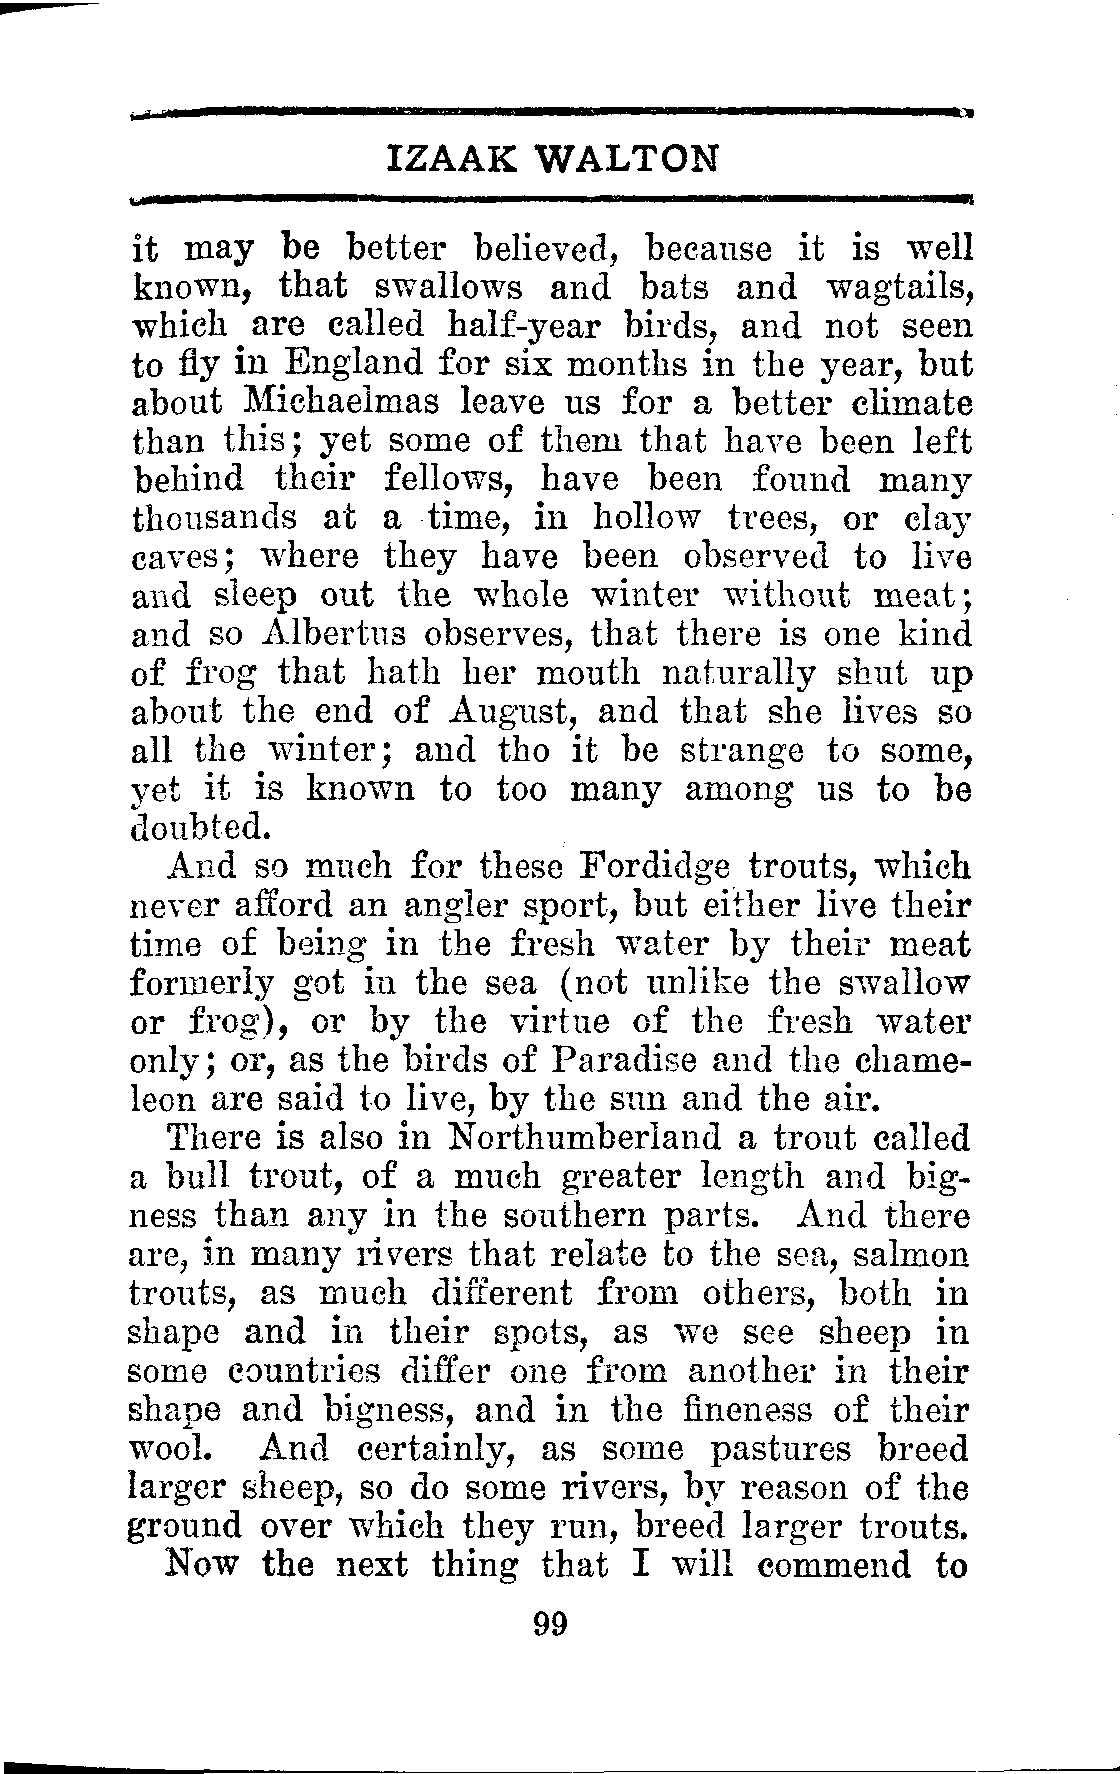 IZAAK WALTON
it may be better believed, because it is well
known, that swallows and bats and wagtails,
which are called half-year birds, and not seen
to fly in England for six months in the year, but
about Michaelmas leave us for a better climate
than this; yet some of them that have been left
behind their fellows, have been found many
thousands at a time, in hollow trees, or clay
caves; where they have been observed to live
and sleep out the whole winter without meat;
and so Albertus observes, that there is one kind
of frog that hath her mouth naturally shut up
about the end of August, and that she lives so
all the winter; and tho it be strange to some,
yet it is known to too many among us to be
doubted.
And so much for these Fordidge trouts, which
never afford an angler sport, but either live their
time of being in the fresh water by their meat
formerly got in the sea (not unlike the swallow
or frog), or by the virtue of the fresh water
only; or, as the birds of Paradise and the chame-
leon are said to live, by the sun and the air.
There is also in Northumberland a trout called
a bull trout, of a much greater length and big-
ness than any in the southern parts. And there
are, in many rivers that relate to the sea, salmon
trouts, as much different from others, both in
shape and in their spots, as we see sheep in
some countries differ one from another in their
shape and bigness, and in the fineness of their
wool. And certainly, as some pastures breed
larger sheep, so do some rivers, by reason of the
ground over which they run, breed larger trouts.
Now the next thing that I will commend to
99